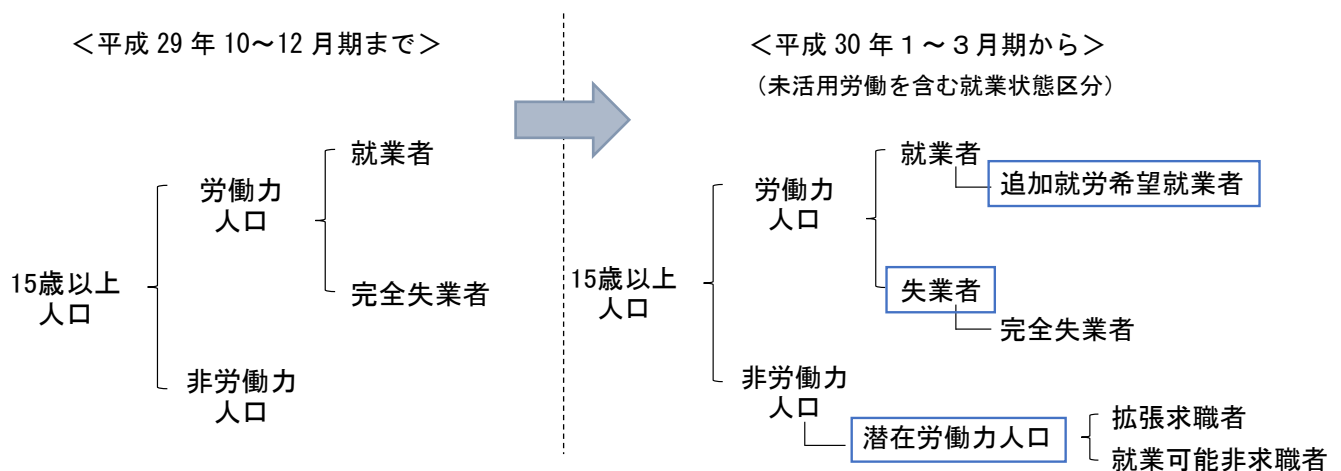 ＜平成 29 年 10～12 月期まで＞
15歳以上
人口
労働力
人口
就業者
完全失業者
非労働力
人口
＜平成 30 年１～３月期から＞
（未活用労働を含む就業状態区分）
15歳以上
人口
労働力
人口
就業者
追加就労希望就業者
失業者
完全失業者
非労働力
人口
潜在労働力人口
拡張求職者
就業可能非求職者